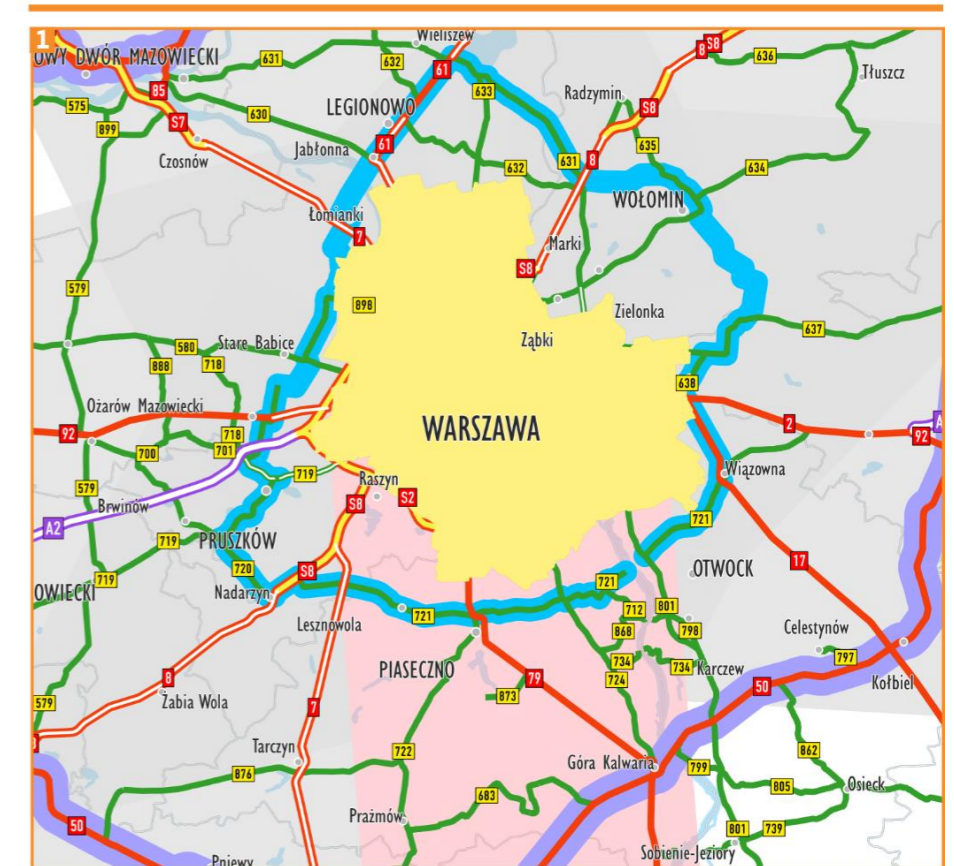 1
Wieliszew
OWY DWÓR MAZOWIECKI
631
632
61
8
S8
636
Tłuszcz
85
575
S7
899
630
LEGIONOWO
633
Radzymin
S8
Czosnów
Jabłonna
61
632
631
8
635
634
WOŁOMIN
Łomianki
7
Marki
S8
579
898
Zielonka
637
Ząbki
580
Stare Babice
888
718
638
Ożarów Mazowiecki
WARSZAWA
2
92
718
701
A
92
700
719
Raszyn
Wiązowna
579
S8
S2
Brwinów
A2
721
719
PRUSZKÓW
17
720
S8
OTWOCK
719
OWIECKI
Nadarzyn
721
721
712
801
Lesznowola
868
798
Celestynów
797
PIASECZNO
734
734
Karczew
724
8
79
873
50
Kołbiel
579
Żabia Wola
7
Tarczyn
722
862
876
Góra Kalwaria
799
683
805
Osieck
50
Prażmów
801
739
Pniewy
Sobienie-Jeziory